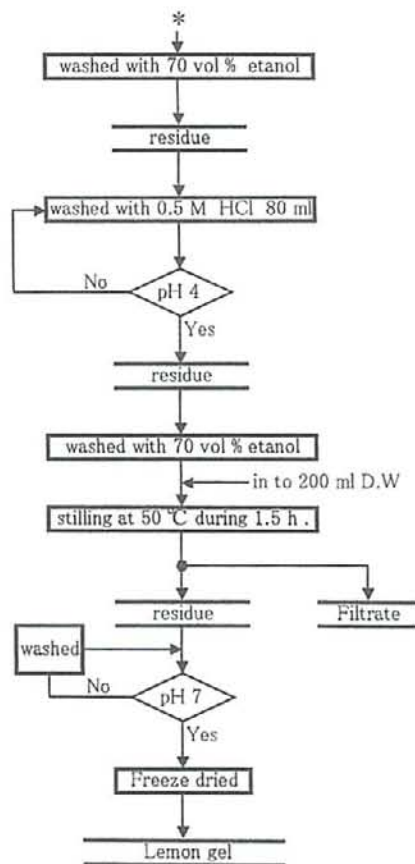 *
washed with 70 vol % etanol
residue
washed with 0.5 M HCl 80 ml
No
pH 4
Yes
residue
washed with 70 vol % etanol
in to 200 ml D.W
stilling at 50 ℃ during 1.5 h .
residue
Filtrate
washed
No
pH 7
Yes
Freeze dried
Lemon gel